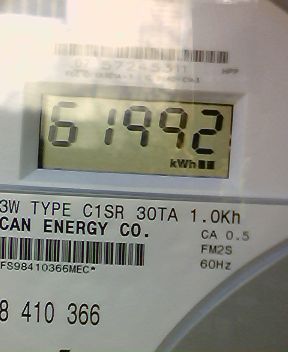 61992
kWh
3W TYPE C1SR 30TA 1.0Kh
CAN ENERGY CO.
CA 0.5
FM2S
60Hz
FS98410366MEC*
8 410 366